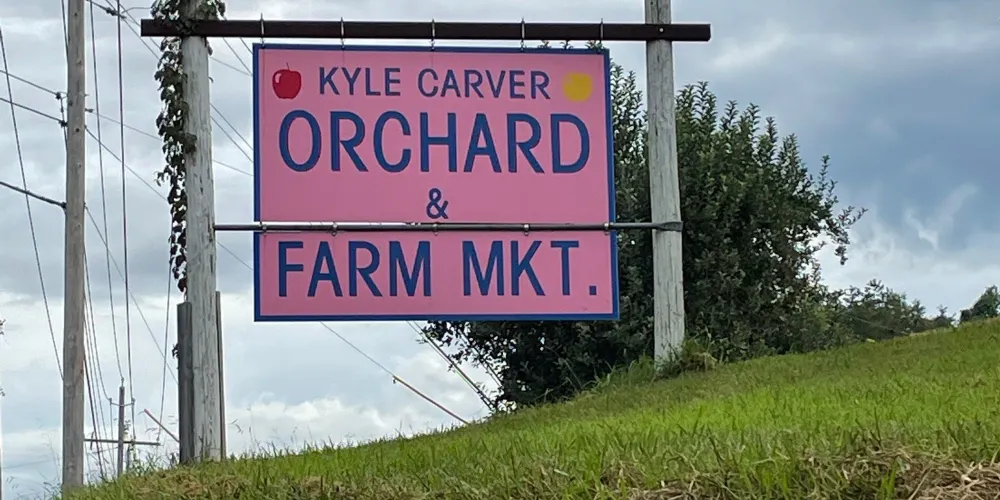 KYLE CARVER
ORCHARD
&
FARM MKT.